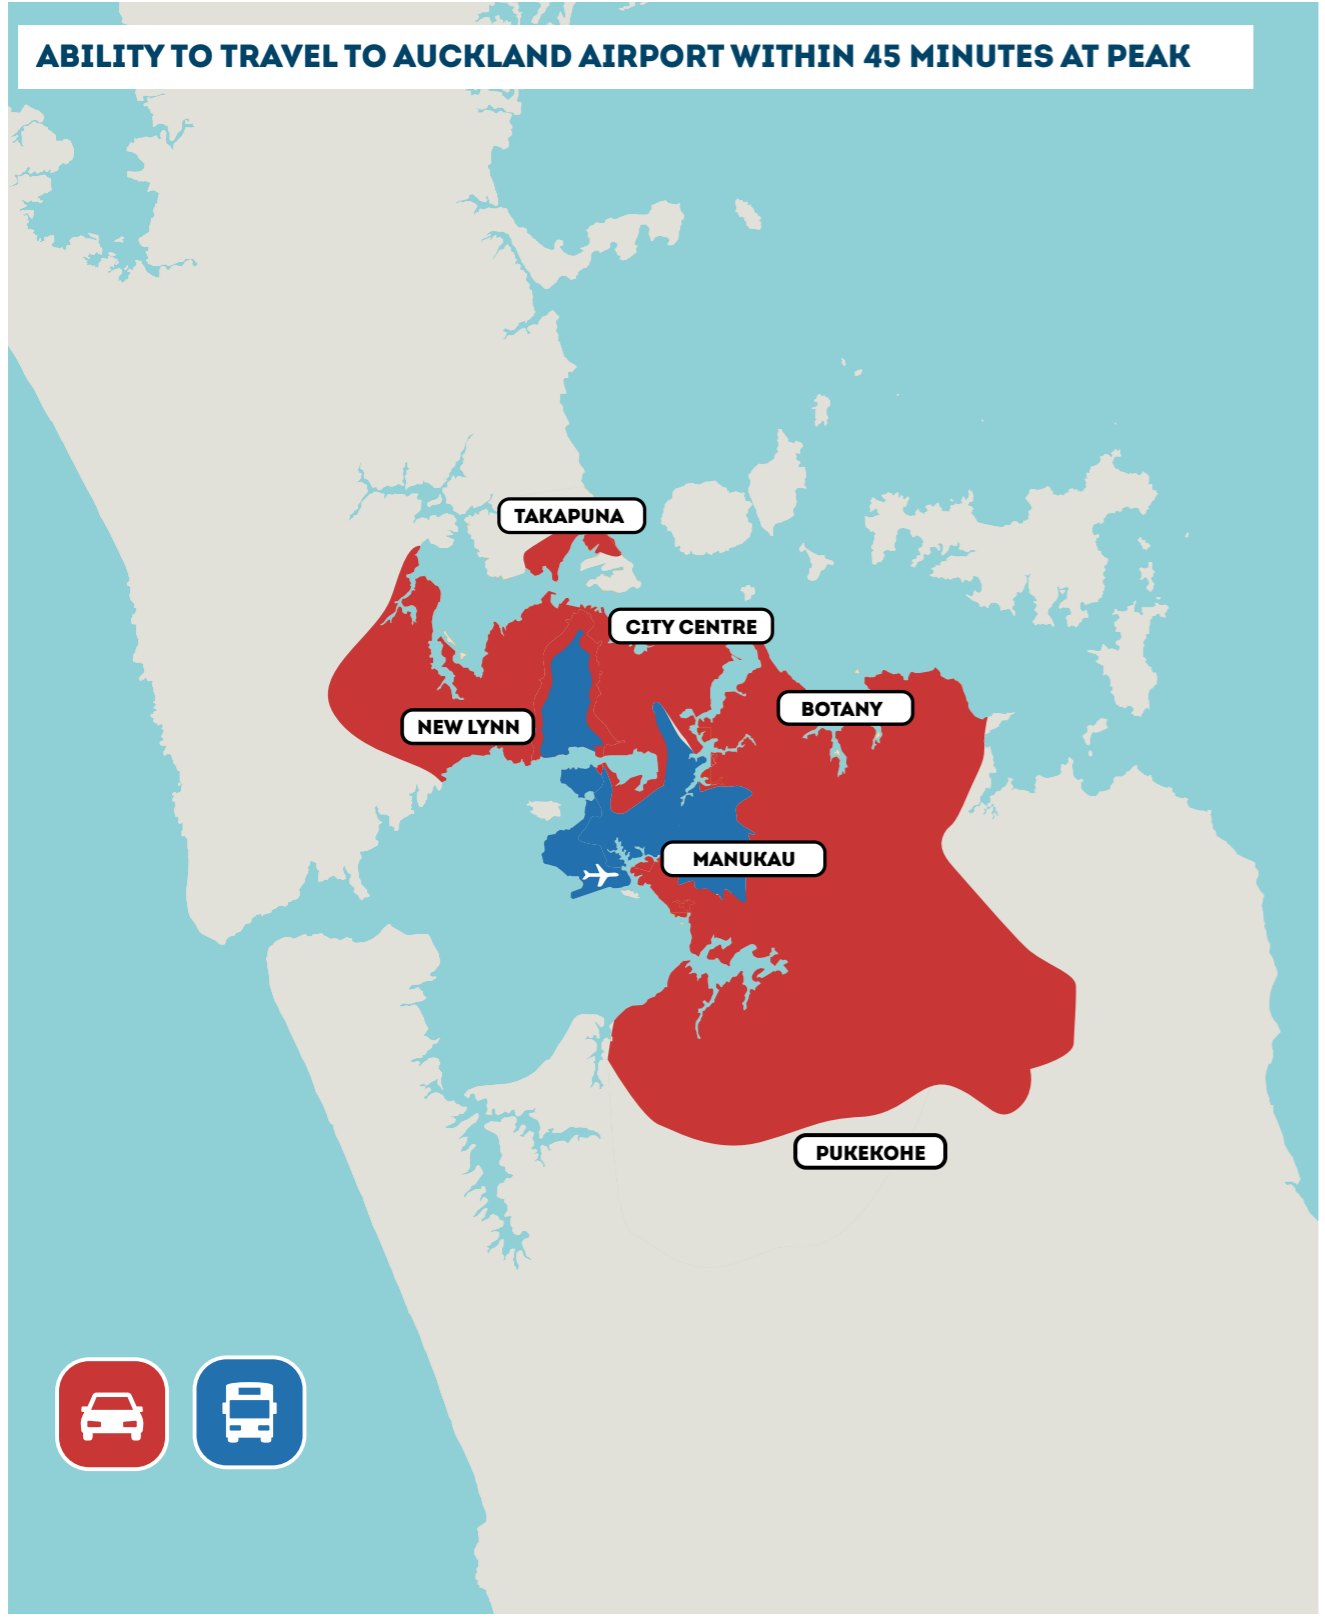 ABILITY TO TRAVEL TO AUCKLAND AIRPORT WITHIN 45 MINUTES AT PEAK
TAKAPUNA
CITY CENTRE
BOTANY
NEW LYNN
MANUKAU
PUKEKOHE